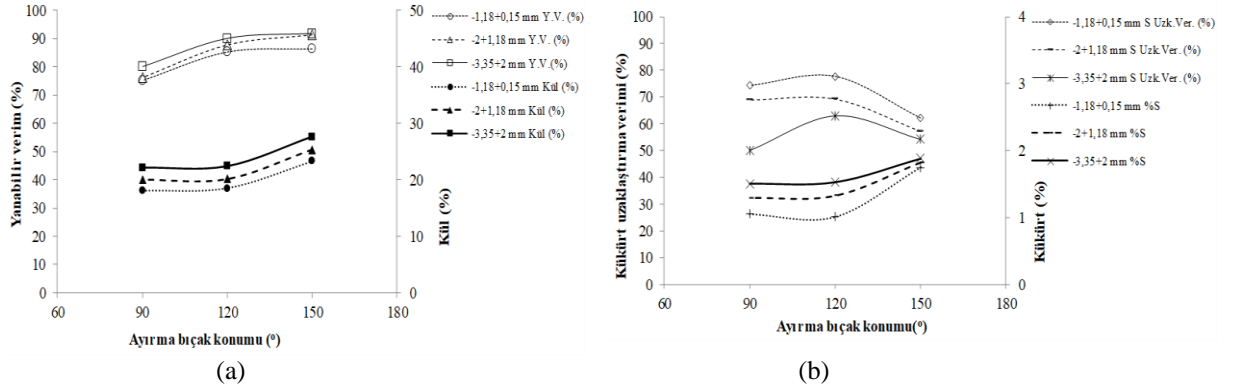 100
90
80
70
60
50
40
30
20
10
0
Yanabilir verim (%)
50
40
30
20
10
0
Kül (%)
60
90
120
150
180
Ayırma bıçak konumu (⁰)
-1,18+0,15 mm Y.V. (%)
-2+1,18 mm Y.V. (%)
-3,35+2 mm Y.V.(%)
-1,18+0,15 mm Kül (%)
-2+1,18 mm Kül (%)
-3,35+2 mm Kül (%)
(a)
100
90
80
70
60
50
40
30
20
10
0
Kükürt uzaklaştırma verimi (%)
4
3
2
1
0
Kükürt (%)
60
90
120
150
180
Ayırma bıçak konumu(⁰)
-1,18+0,15 mm S Uzk.Ver. (%)
-2+1,18 mm S Uzk.Ver. (%)
-3,35+2 mm S Uzk.Ver. (%)
-1,18+0,15 mm %S
-2+1,18 mm %S
-3,35+2 mm %S
(b)